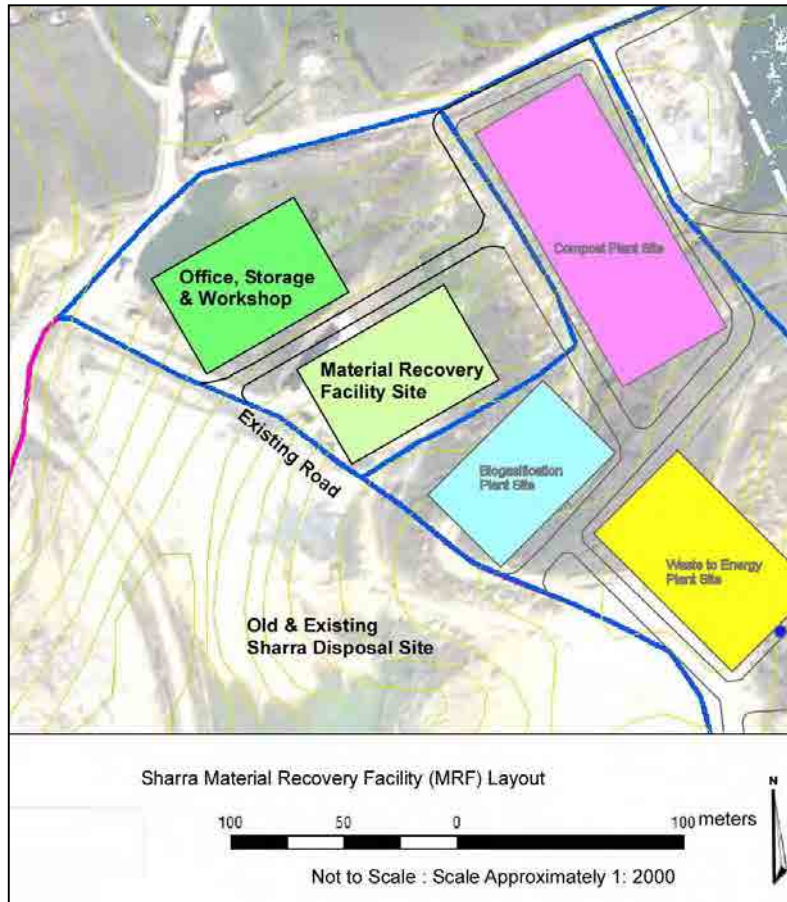 Compost Plant Site
Office, Storage
& Workshop
Material Recovery
Facility Site
Existing Road
Biogasification
Plant Site
Waste to Energy
Plant Site
Old & Existing
Sharra Disposal Site
Sharra Material Recovery Facility (MRF) Layout
N
100 50 0 100 meters
Not to Scale : Scale Approximately 1: 2000